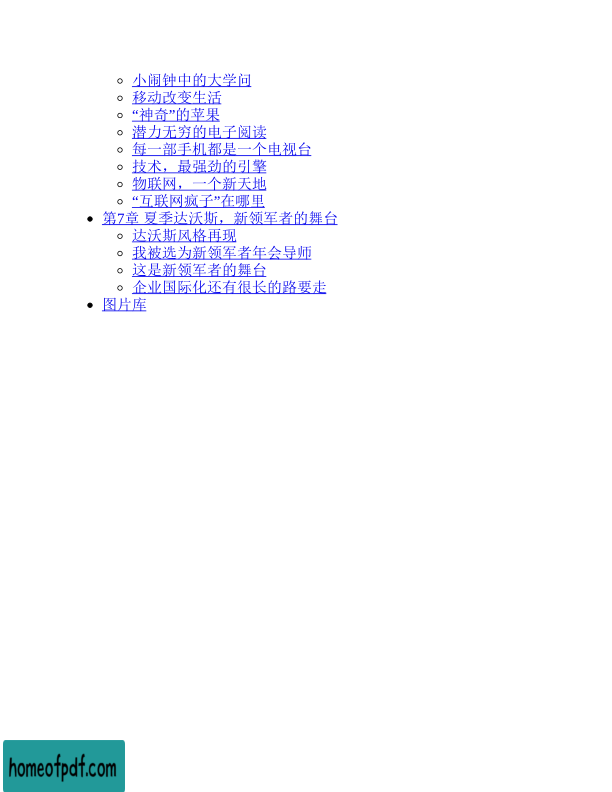 小闹钟中的大学问
移动改变生活
“神奇”的苹果
潜力无穷的电子阅读
每一部手机都是一个电视台
技术，最强劲的引擎
物联网，一个新天地
“互联网疯子”在哪里
第7章 夏季达沃斯，新领军者的舞台
达沃斯风格再现
我被选为新领军者年会导师
这是新领军者的舞台
企业国际化还有很长的路要走
图片库
homeofpdf.com